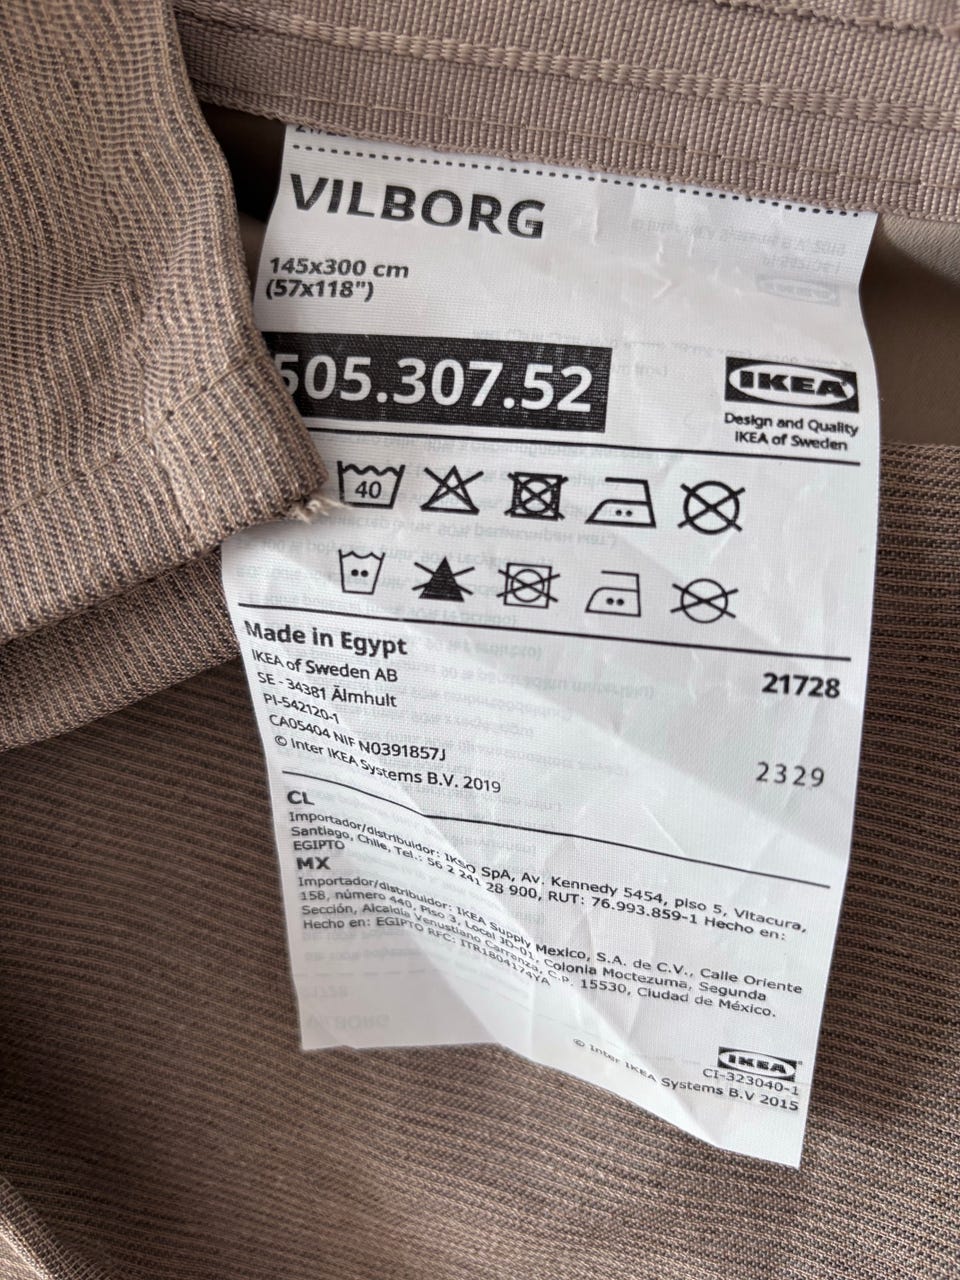 VILBORG
145x300 cm
(57x118")
505.307.52
IKEA
Design and Quality
IKEA of Sweden
40
Made in Egypt
IKEA of Sweden AB
SE - 34381 Älmhult
PI-542120-1
CA05404 NIF N0391857J
© Inter IKEA Systems B.V. 2019
21728
2329
CL
Importador/distribuidor: IKSO SpA, Av. Kennedy 5454, piso 5, Vitacura,
Santiago, Chile, Tel.: 56 2 241 28 900, RUT: 76.993.859-1 Hecho en:
EGIPTO
MX
Importador/distribuidor: IKEA Supply Mexico, S.A. de C.V., Calle Oriente
158, número 440, Piso 3, Local 3D-01, Colonia Moctezuma, Segunda
Sección, Alcaldía Venustiano Carranza, C.P. 15530, Ciudad de México.
Hecho en: EGIPTO RFC: ITR1804174YA
IKEA
CI-323040-1
© Inter IKEA Systems B.V 2015